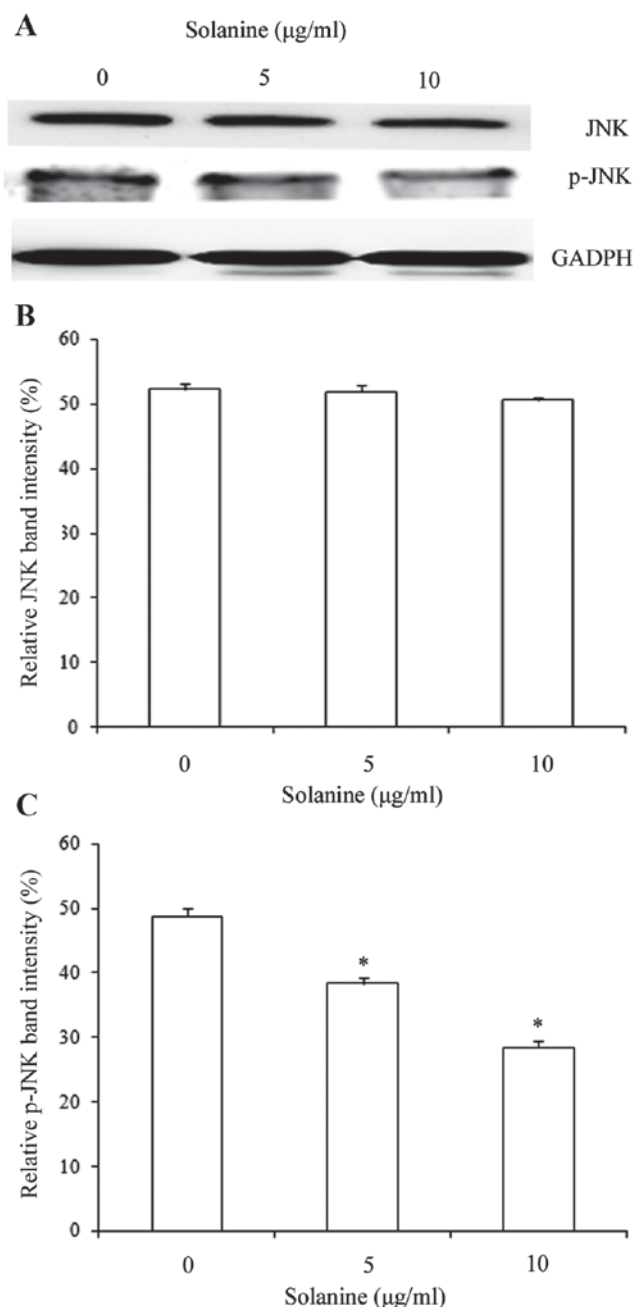 A
Solanine (μg/ml)
0 5 10
JNK
p-JNK
GADPH
B
Relative JNK band intensity (%)
60
50
40
30
20
10
0
0 5 10
Solanine (μg/ml)
C
Relative p-JNK band intensity (%)
60
50
40
30
20
10
0
*
*
0 5 10
Solanine (μg/ml)